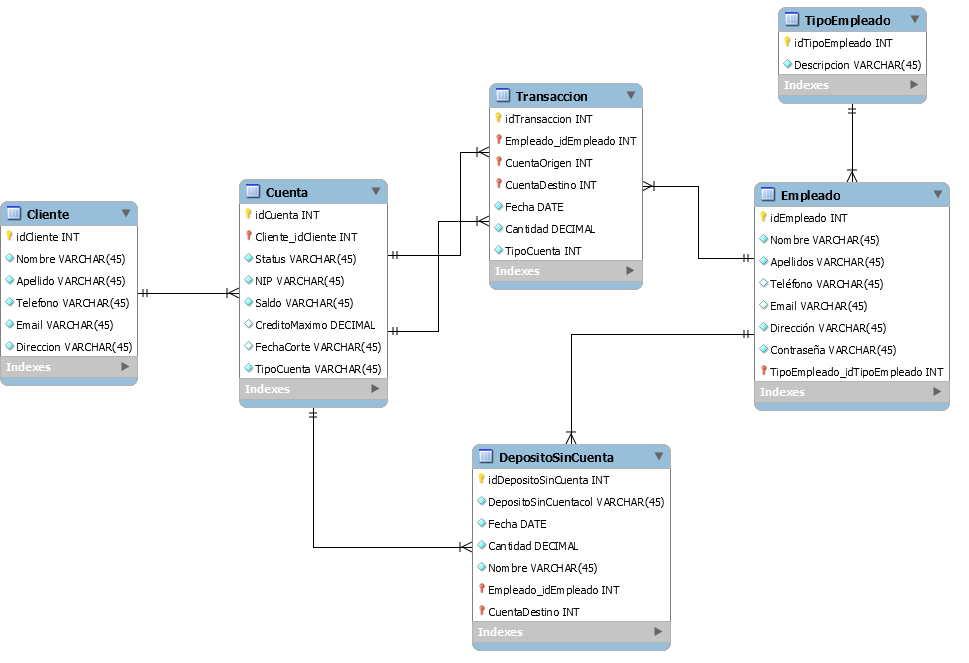 TipoEmpleado
idTipoEmpleado INT
Descripcion VARCHAR(45)
Indexes
Transaccion
idTransaccion INT
Empleado_idEmpleado INT
CuentaOrigen INT
CuentaDestino INT
Fecha DATE
Cantidad DECIMAL
TipoCuenta INT
Indexes
Cuenta
idCuenta INT
Cliente_idCliente INT
Status VARCHAR(45)
NIP VARCHAR(45)
Saldo VARCHAR(45)
CreditoMaximo DECIMAL
FechaCorte VARCHAR(45)
TipoCuenta VARCHAR(45)
Indexes
Empleado
idEmpleado INT
Nombre VARCHAR(45)
Apellidos VARCHAR(45)
Teléfono VARCHAR(45)
Email VARCHAR(45)
Dirección VARCHAR(45)
Contraseña VARCHAR(45)
TipoEmpleado_idTipoEmpleado INT
Indexes
Cliente
idCliente INT
Nombre VARCHAR(45)
Apellido VARCHAR(45)
Telefono VARCHAR(45)
Email VARCHAR(45)
Direccion VARCHAR(45)
Indexes
DepositoSinCuenta
idDepositoSinCuenta INT
DepositoSinCuentacol VARCHAR(45)
Fecha DATE
Cantidad DECIMAL
Nombre VARCHAR(45)
Empleado_idEmpleado INT
CuentaDestino INT
Indexes